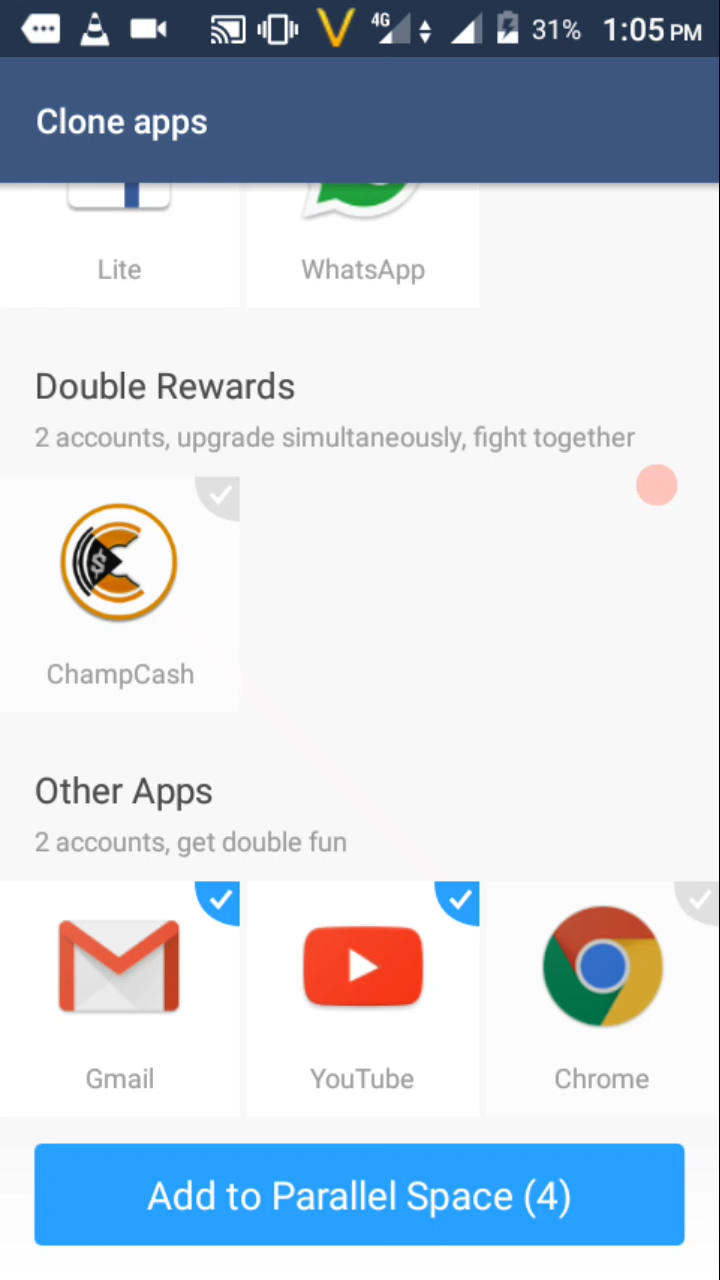 4G 31% 1:05 PM
Clone apps
Lite WhatsApp
Double Rewards
2 accounts, upgrade simultaneously, fight together
$
ChampCash
Other Apps
2 accounts, get double fun
Gmail YouTube Chrome
Add to Parallel Space (4)